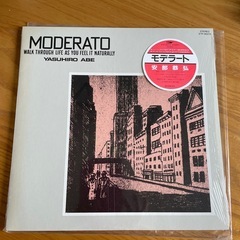 MODERATO
WALK THROUGH LIFE AS YOU FEEL IT NATURALLY
YASUHIRO ABE
モデラート
安部恭弘